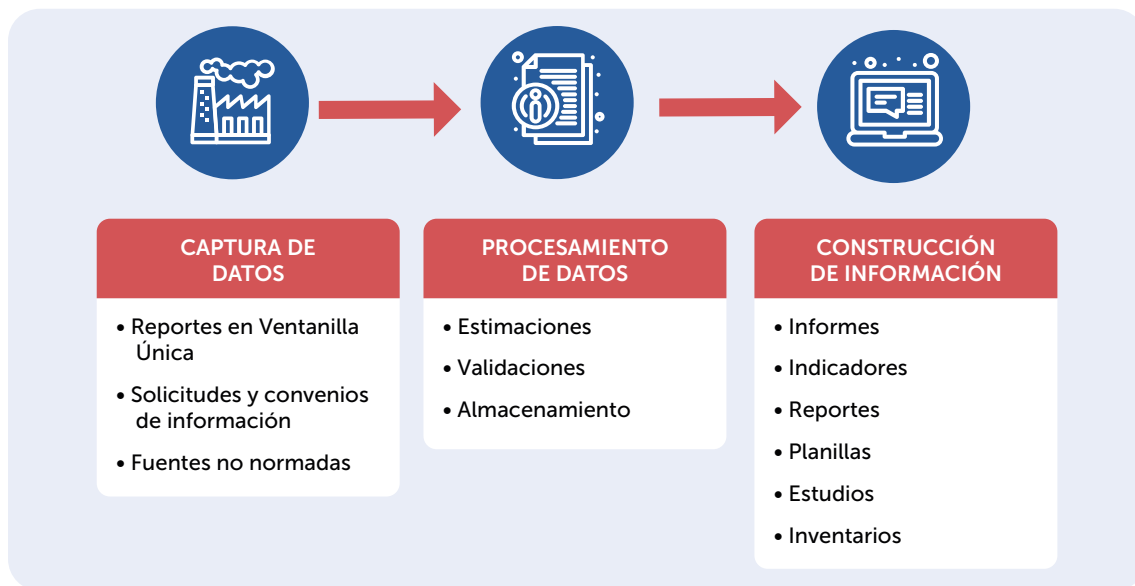 CAPTURA DE
DATOS
• Reportes en Ventanilla
Única
• Solicitudes y convenios
de información
• Fuentes no normadas
PROCESAMIENTO
DE DATOS
• Estimaciones
• Validaciones
• Almacenamiento
CONSTRUCCIÓN
DE INFORMACIÓN
• Informes
• Indicadores
• Reportes
• Planillas
• Estudios
• Inventarios